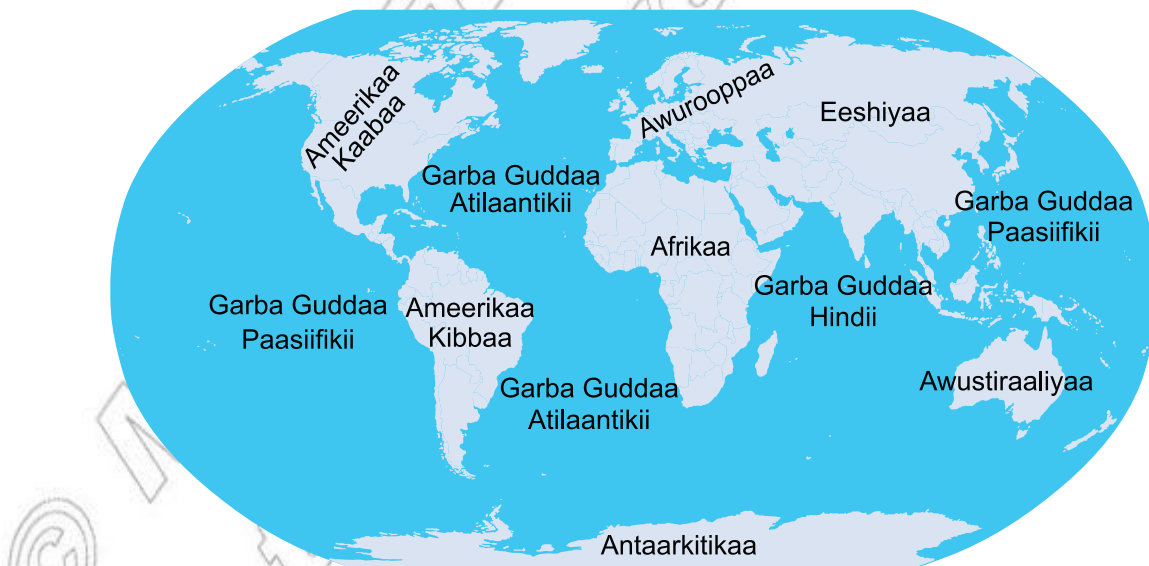 Ameerikaa
Kaabaa
Awurooppaa
Eeshiyaa
Garba Guddaa
Atilaantikii
Garba Guddaa
Paasiifikii
Afrikaa
Garba Guddaa
Hindii
Garba Guddaa
Paasiifikii
Ameerikaa
Kibbaa
Awustiraaliyaa
Garba Guddaa
Atilaantikii
Antaarkitikaa